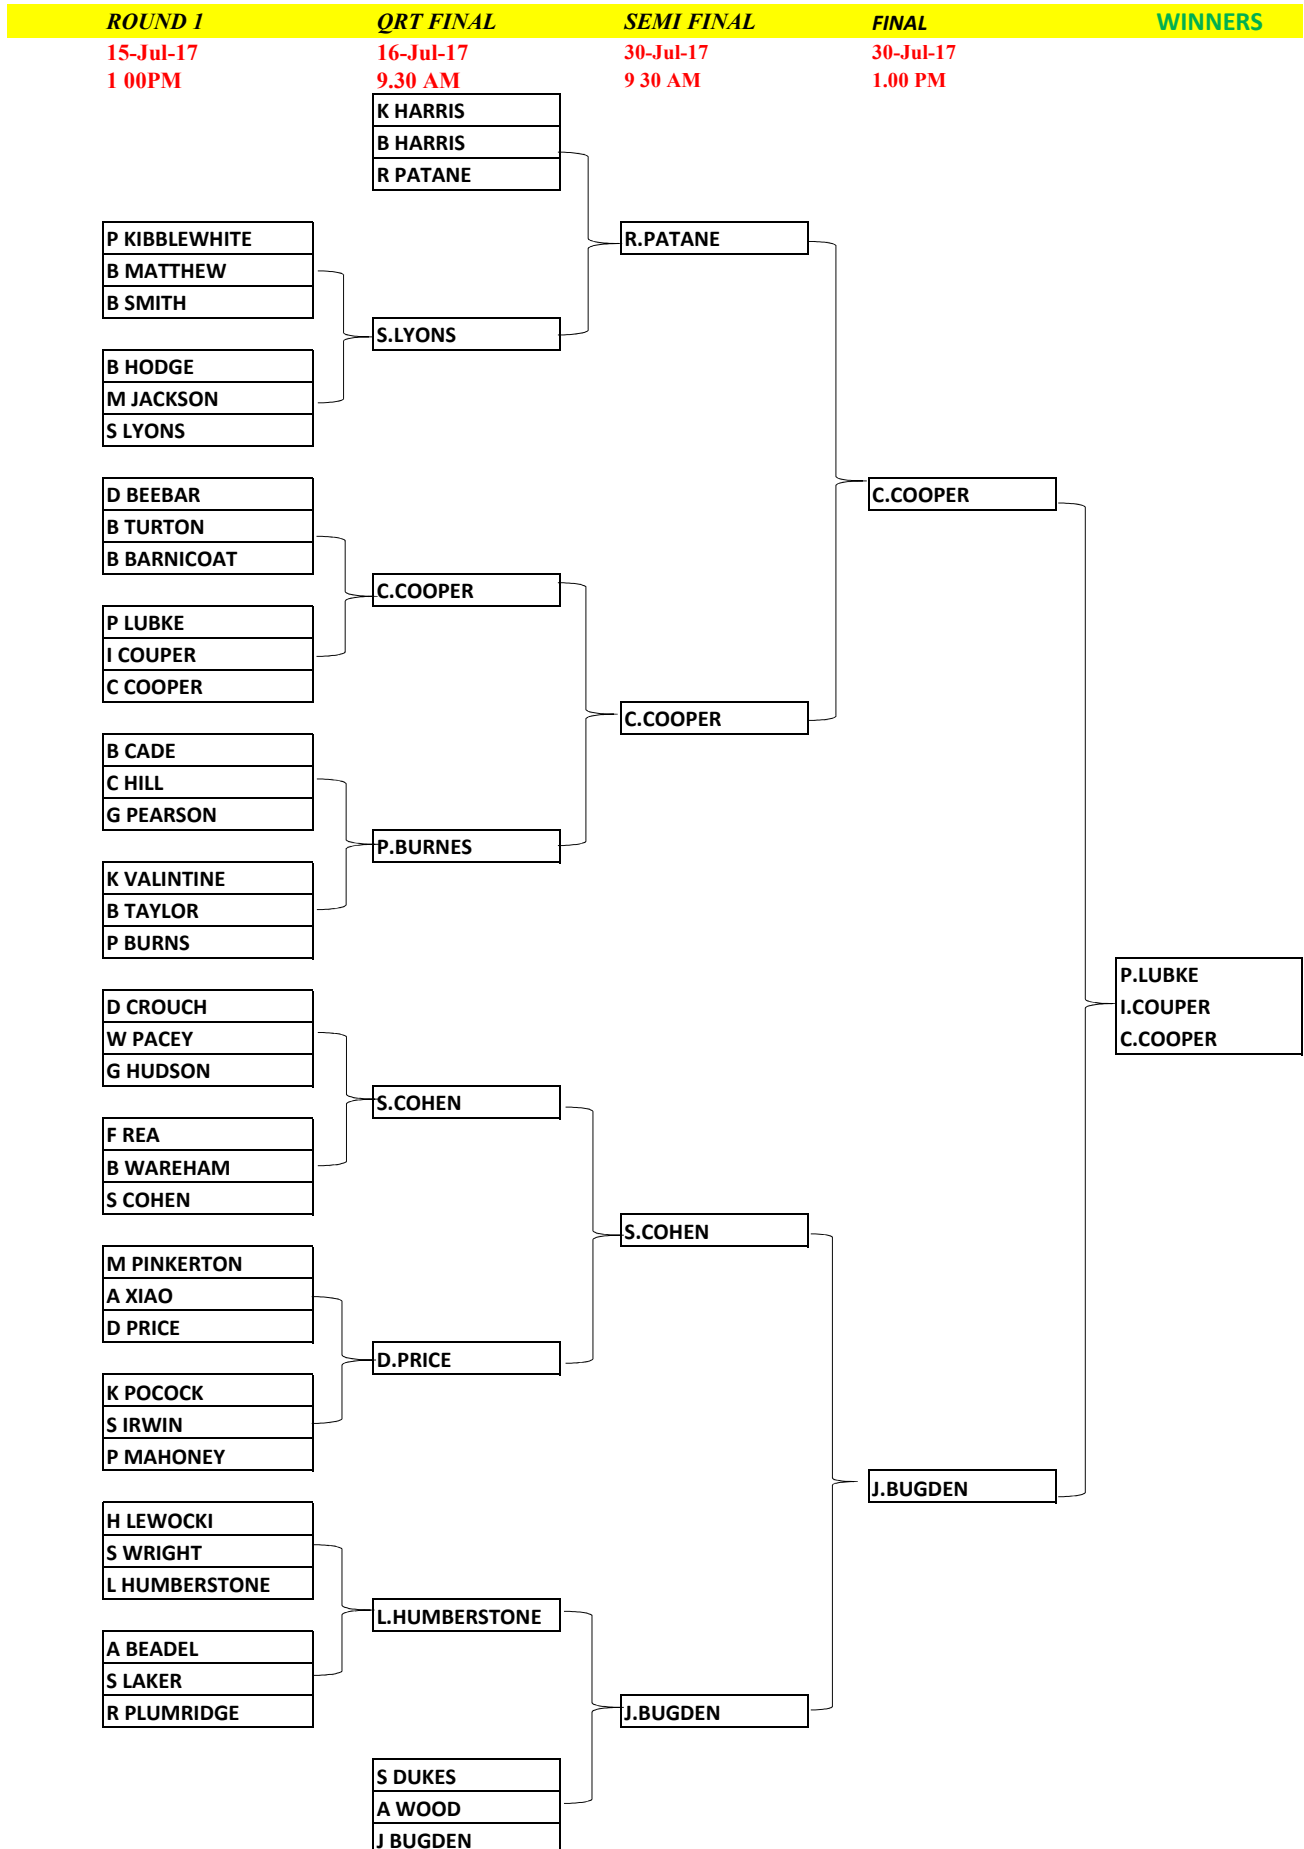 ROUND 1 QRT FINAL SEMI FINAL FINAL WINNERS
15-Jul-17 16-Jul-17 30-Jul-17 30-Jul-17
1 00PM 9.30 AM 9 30 AM 1.00 PM
K HARRIS
B HARRIS
R PATANE
P KIBBLEWHITE R.PATANE
B MATTHEW
B SMITH
S.LYONS
B HODGE
M JACKSON
S LYONS
D BEEBAR C.COOPER
B TURTON
B BARNICOAT
C.COOPER
P LUBKE
I COUPER
C COOPER
C.COOPER
B CADE
C HILL
G PEARSON
P.BURNES
K VALINTINE
B TAYLOR
P BURNS
P.LUBKE
D CROUCH I.COUPER
W PACEY C.COOPER
G HUDSON
S.COHEN
F REA
B WAREHAM
S COHEN
S.COHEN
M PINKERTON
A XIAO
D PRICE
D.PRICE
K POCOCK
S IRWIN
P MAHONEY
J.BUGDEN
H LEWOCKI
S WRIGHT
L HUMBERSTONE
L.HUMBERSTONE
A BEADEL
S LAKER
R PLUMRIDGE J.BUGDEN
S DUKES
A WOOD
J BUGDEN